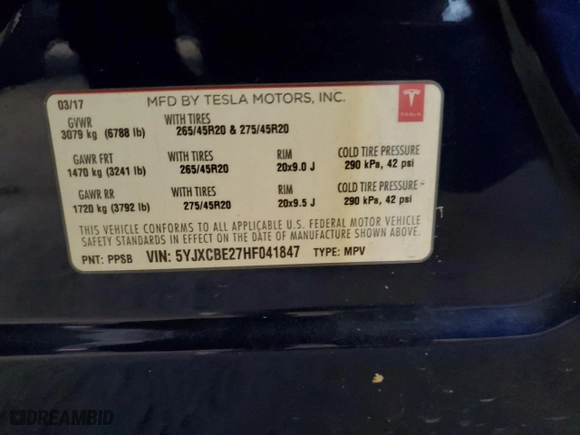 03/17 MFD BY TESLA MOTORS, INC. TESLA
GVWR WITH TIRES
3079 kg (6788 lb) 265/45R20 & 275/45R20
GAWR FRT WITH TIRES RIM COLD TIRE PRESSURE
1470 kg (3241 lb) 265/45R20 20x9.0 J 290 kPa, 42 psi
GAWR RR WITH TIRES RIM COLD TIRE PRESSURE
1720 kg (3792 lb) 275/45R20 20x9.5 J 290 kPa, 42 psi
THIS VEHICLE CONFORMS TO ALL APPLICABLE U.S. FEDERAL MOTOR VEHICLE
SAFETY STANDARDS IN EFFECT ON THE DATE OF MANUFACTURE SHOWN ABOVE.
PNT: PPSB VIN: 5YJXCBE27HF041847 TYPE: MPV
DREAMBID